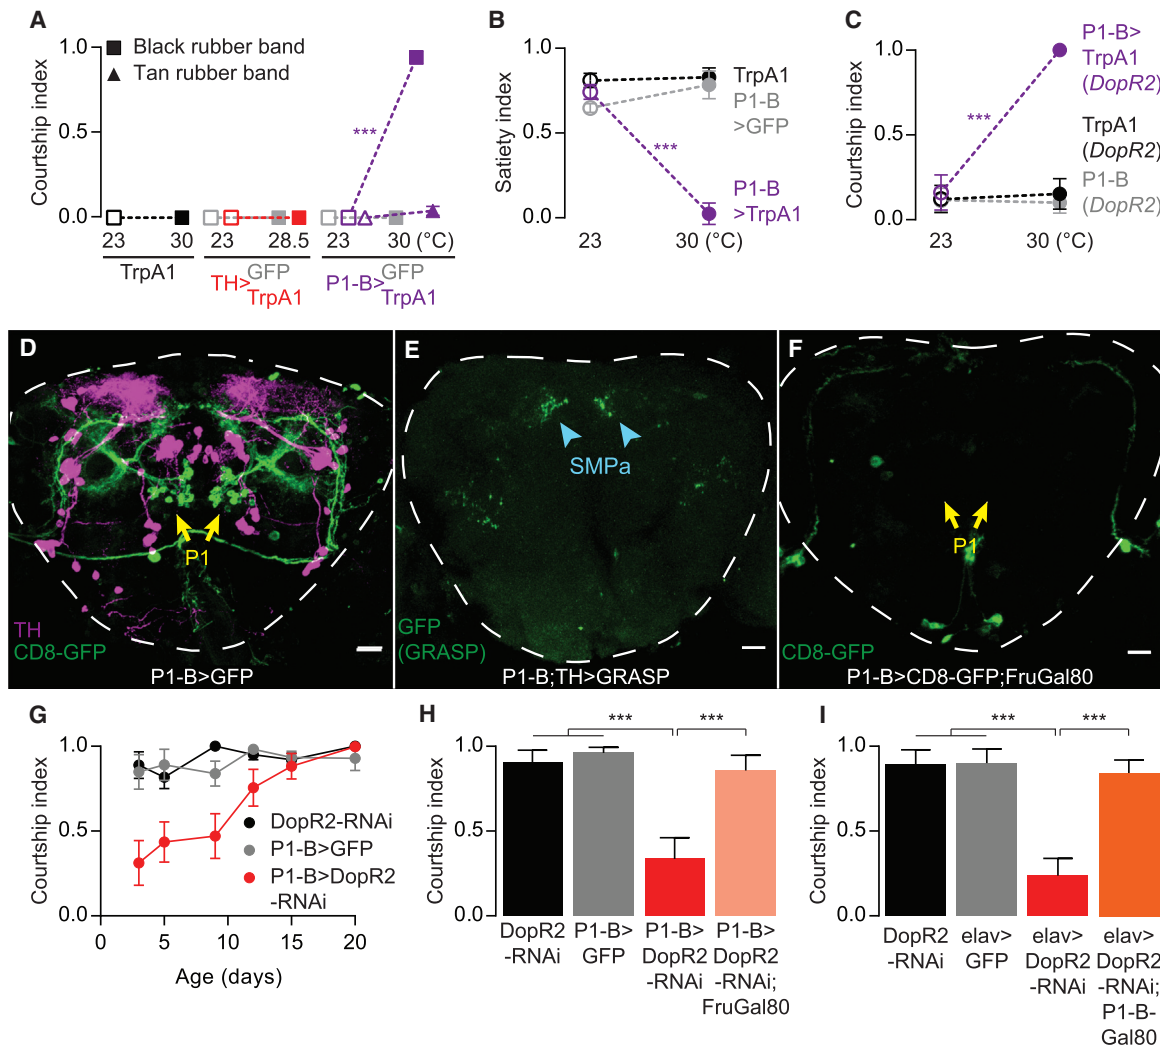 A
Courtship index
1.0
0.5
0.0
Black rubber band
Tan rubber band
***
23
30
23
28.5
23
30 (°C)
TrpA1
TH>
GFP
TrpA1
P1-B>
GFP
TrpA1
B
Satiety index
1.0
0.5
0.0
TrpA1
P1-B
>GFP
***
P1-B
>TrpA1
23
30 (°C)
C
Courtship index
1.0
0.5
0.0
P1-B>
TrpA1
(DopR2)
***
TrpA1
(DopR2)
P1-B
(DopR2)
23
30 (°C)
D
P1
TH
CD8-GFP
P1-B>GFP
E
SMPa
GFP
(GRASP)
P1-B;TH>GRASP
F
P1
CD8-GFP
P1-B>CD8-GFP;FruGal80
G
Courtship index
1.0
0.5
0.0
DopR2-RNAi
P1-B>GFP
P1-B>DopR2
-RNAi
0
5
10
15
20
Age (days)
H
Courtship index
1.0
0.5
0.0
***
***
DopR2
-RNAi
P1-B>
GFP
P1-B>
DopR2
-RNAi
P1-B>
DopR2
-RNAi;
FruGal80
I
Courtship index
1.0
0.5
0.0
***
***
DopR2
-RNAi
elav>
GFP
elav>
DopR2
-RNAi
elav>
DopR2
-RNAi;
P1-B-
Gal80